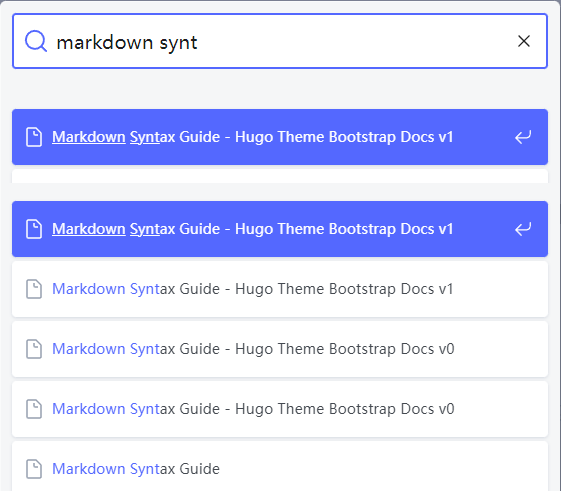 markdown synt
Markdown Syntax Guide - Hugo Theme Bootstrap Docs v1
Markdown Syntax Guide - Hugo Theme Bootstrap Docs v1
Markdown Syntax Guide - Hugo Theme Bootstrap Docs v1
Markdown Syntax Guide - Hugo Theme Bootstrap Docs v0
Markdown Syntax Guide - Hugo Theme Bootstrap Docs v0
Markdown Syntax Guide